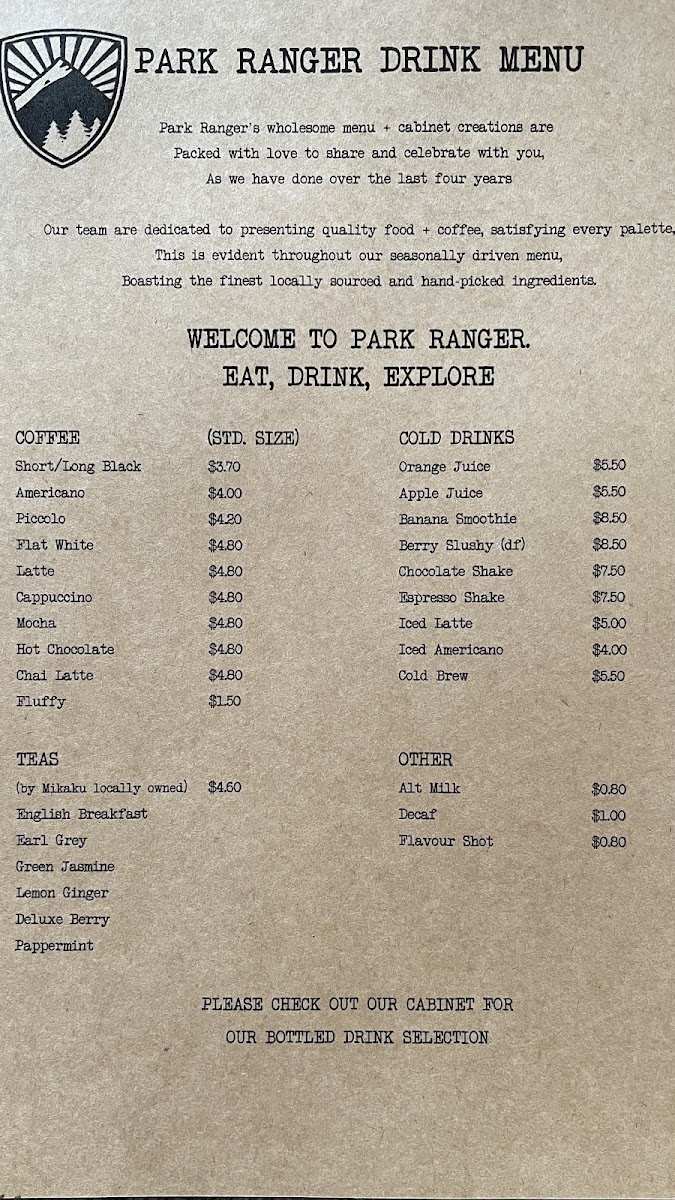 PARK RANGER DRINK MENU
Park Ranger's wholesome menu + cabinet creations are
Packed with love to share and celebrate with you,
As we have done over the last four years
Our team are dedicated to presenting quality food + coffee, satisfying every palette,
This is evident throughout our seasonally driven menu,
Boasting the finest locally sourced and hand-picked ingredients.
WELCOME TO PARK RANGER.
EAT, DRINK, EXPLORE
COFFEE (STD. SIZE)
Short/Long Black $3.70
Americano $4.00
Piccolo $4.20
Flat White $4.80
Latte $4.80
Cappuccino $4.80
Mocha $4.80
Hot Chocolate $4.80
Chai Latte $4.80
Fluffy $1.50
COLD DRINKS
Orange Juice $5.50
Apple Juice $5.50
Banana Smoothie $8.50
Berry Slushy (df) $8.50
Chocolate Shake $7.50
Espresso Shake $7.50
Iced Latte $5.00
Iced Americano $4.00
Cold Brew $5.50
TEAS
(by Mikaku locally owned) $4.60
English Breakfast
Earl Grey
Green Jasmine
Lemon Ginger
Deluxe Berry
Pappermint
OTHER
Alt Milk $0.80
Decaf $1.00
Flavour Shot $0.80
PLEASE CHECK OUT OUR CABINET FOR
OUR BOTTLED DRINK SELECTION